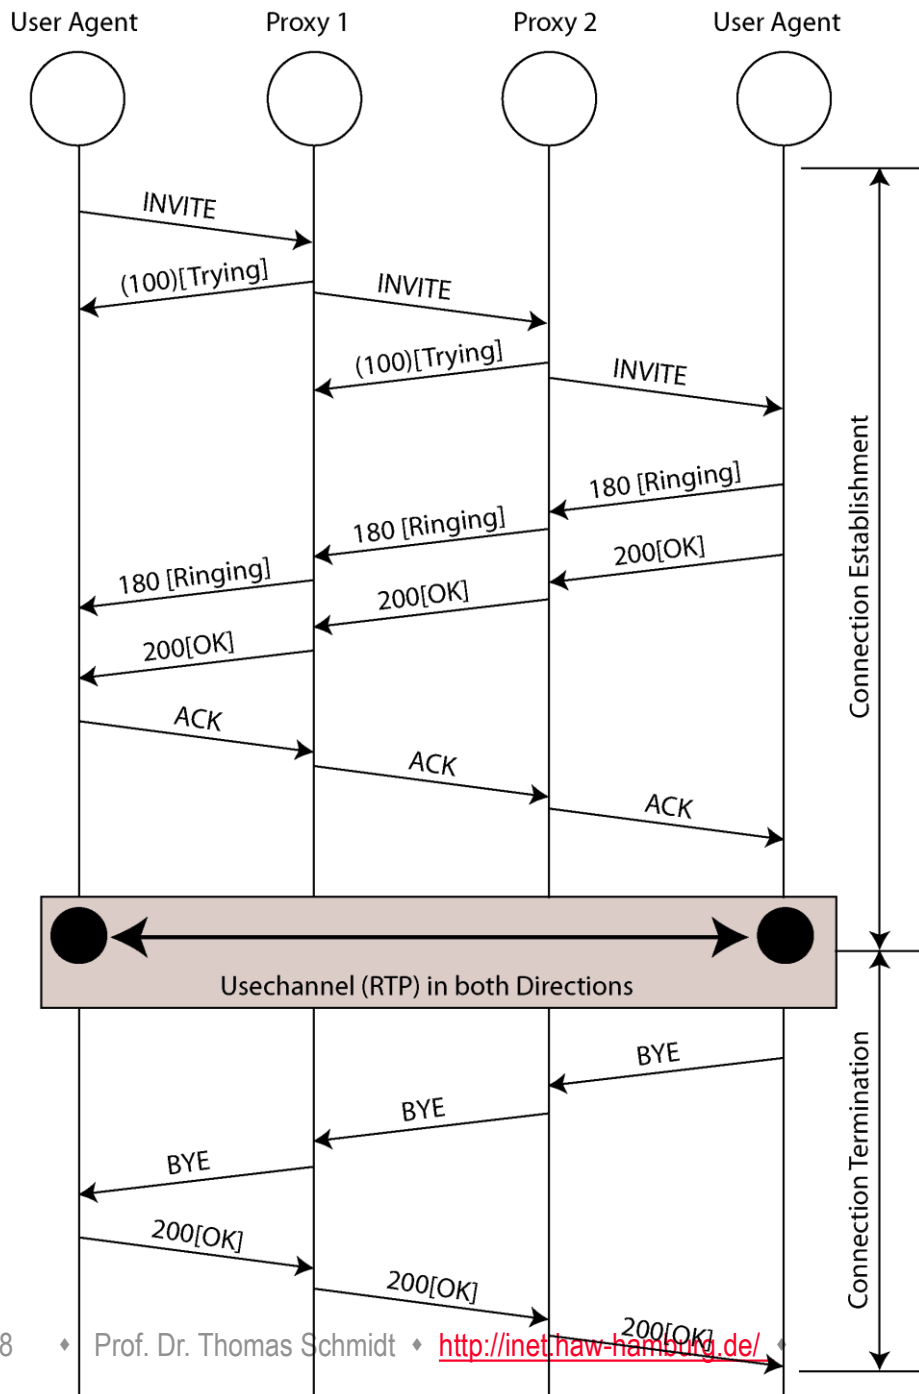 User Agent Proxy 1 Proxy 2 User Agent
INVITE
(100)[Trying]
INVITE
(100)[Trying]
INVITE
180 [Ringing]
180 [Ringing]
200[OK]
180 [Ringing]
200[OK]
200[OK]
ACK
ACK
ACK
Connection Establishment
Usechannel (RTP) in both Directions
BYE
BYE
BYE
200[OK]
200[OK]
200[OK]
Connection Termination
8 ♦ Prof. Dr. Thomas Schmidt ♦ http://inet.haw-hamburg.de/ ♦